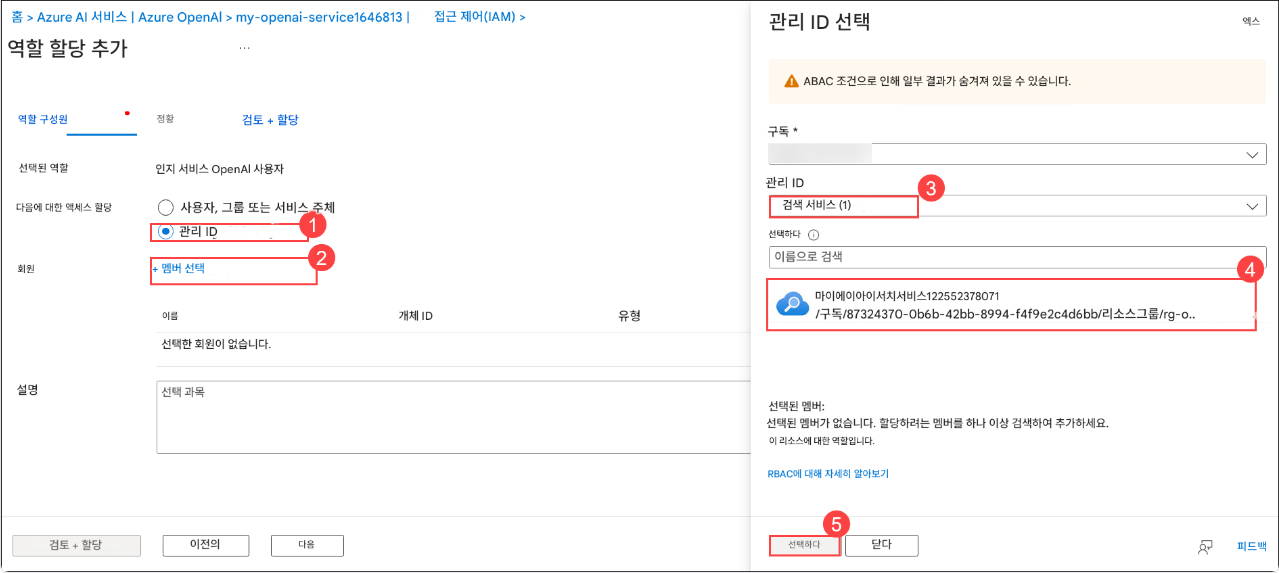 홈 > Azure AI 서비스 | Azure OpenAI > my-openai-service1646813 | 접근 제어(IAM) >
역할 할당 추가 ...
역할 구성원 정황 검토 + 할당
선택된 역할 인지 서비스 OpenAI 사용자
다음에 대한 액세스 할당 사용자, 그룹 또는 서비스 주체
관리 ID
1
회원 + 멤버 선택
2
이름 개체 ID 유형
선택한 회원이 없습니다.
설명 선택 과목
검토 + 할당 이전의 다음
관리 ID 선택 엑스
ABAC 조건으로 인해 일부 결과가 숨겨져 있을 수 있습니다.
구독 *
관리 ID
3
검색 서비스 (1)
선택하다
이름으로 검색
4
마이에이아이서치서비스122552378071
/구독/87324370-0b6b-42bb-8994-f4f9e2c4d6bb/리소스그룹/rg-o..
선택된 멤버:
선택된 멤버가 없습니다. 할당하려는 멤버를 하나 이상 검색하여 추가하세요.
이 리소스에 대한 역할입니다.
RBAC에 대해 자세히 알아보기
5
선택하다 닫다 피드백